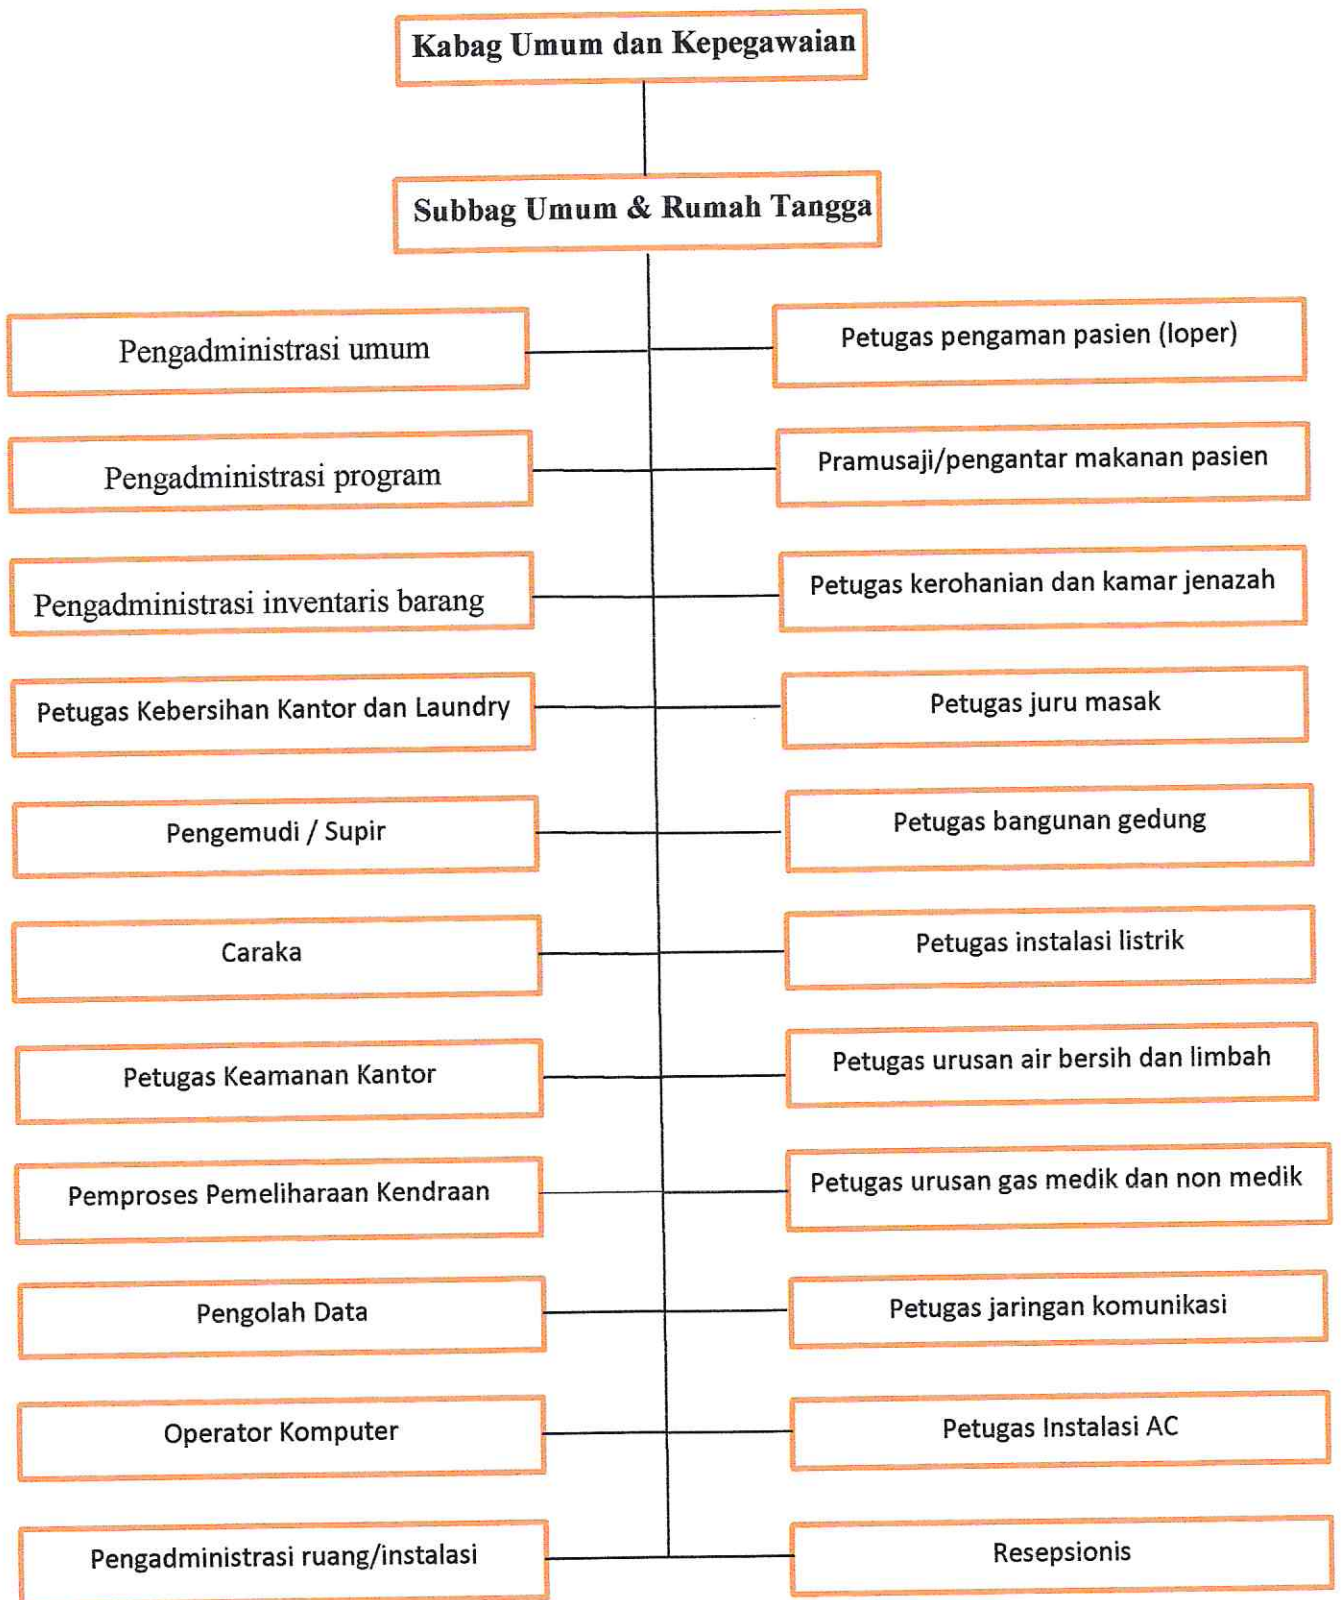 Kabag Umum dan Kepegawaian
Subbag Umum & Rumah Tangga
Pengadministrasi umum
Petugas pengaman pasien (loper)
Pengadministrasi program
Pramusaji/pengantar makanan pasien
Pengadministrasi inventaris barang
Petugas kerohanian dan kamar jenazah
Petugas Kebersihan Kantor dan Laundry
Petugas juru masak
Pengemudi / Supir
Petugas bangunan gedung
Caraka
Petugas instalasi listrik
Petugas Keamanan Kantor
Petugas urusan air bersih dan limbah
Pemproses Pemeliharaan Kendraan
Petugas urusan gas medik dan non medik
Pengolah Data
Petugas jaringan komunikasi
Operator Komputer
Petugas Instalasi AC
Pengadministrasi ruang/instalasi
Resepsionis